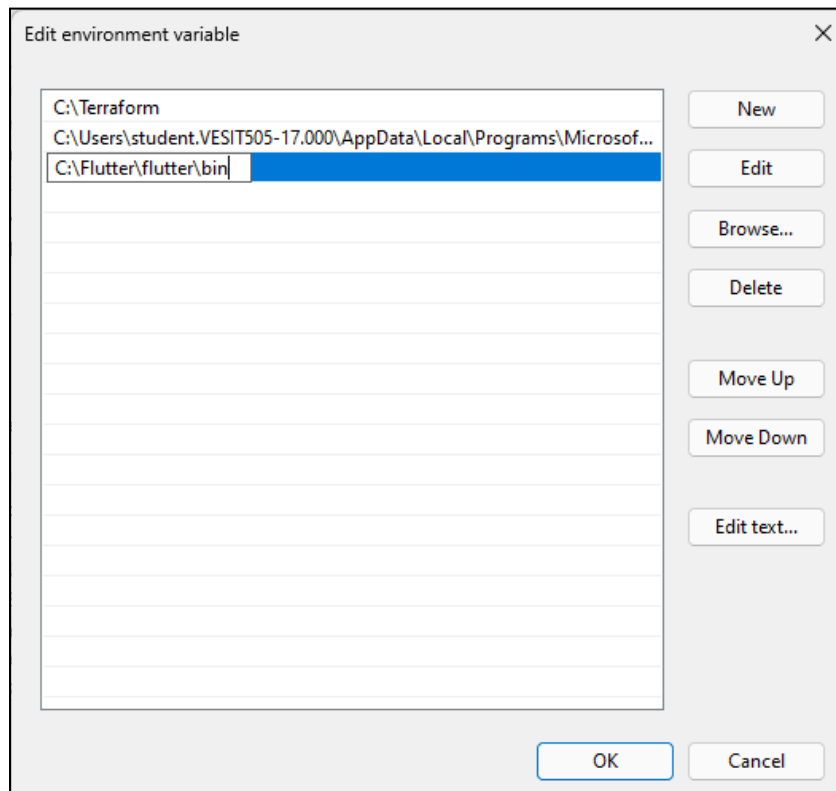 Edit environment variable
C:\Terraform
C:\Users\student.VESIT505-17.000\AppData\Local\Programs\Microsof...
C:\Flutter\flutter\bin
New
Edit
Browse...
Delete
Move Up
Move Down
Edit text...
OK
Cancel